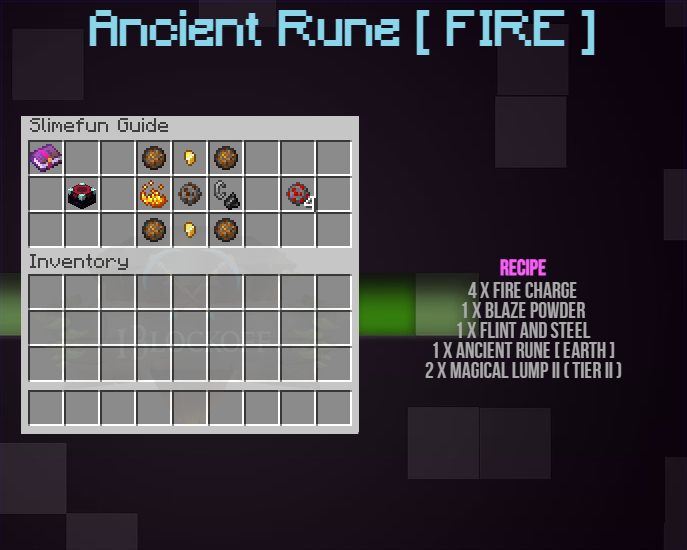 Ancient Rune [ FIRE ]
Slimefun Guide
4
Inventory
RECIPE
4 X FIRE CHARGE
1 X BLAZE POWDER
1 X FLINT AND STEEL
1 X ANCIENT RUNE [ EARTH ]
2 X MAGICAL LUMP II ( TIER II )